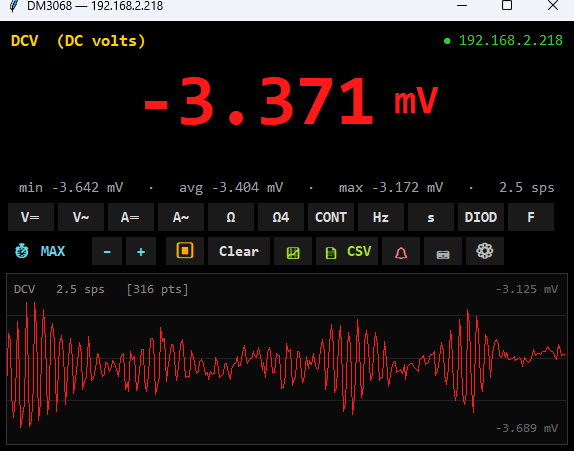 DM3068 — 192.168.2.218
DCV (DC volts) ● 192.168.2.218
-3.371 mV
min -3.642 mV · avg -3.404 mV · max -3.172 mV · 2.5 sps
V= V~ A= A~ Ω Ω4 CONT Hz s DIOD F
MAX − + Clear CSV
DCV 2.5 sps [316 pts] -3.125 mV
-3.689 mV